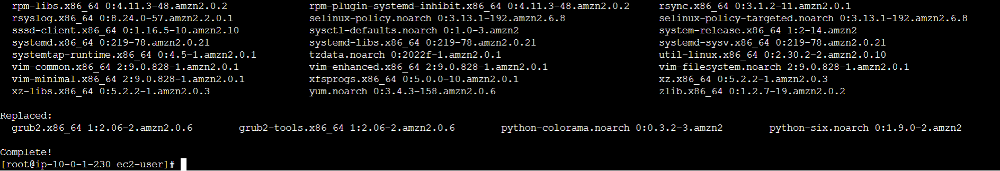 rpm-libs.x86_64 0:4.11.3-48.amzn2.0.2 rpm-plugin-systemd-inhibit.x86_64 0:4.11.3-48.amzn2.0.2 rsync.x86_64 0:3.1.2-11.amzn2.0.1
rsyslog.x86_64 0:8.24.0-57.amzn2.2.0.1 selinux-policy.noarch 0:3.13.1-192.amzn2.6.8 selinux-policy-targeted.noarch 0:3.13.1-192.amzn2.6.8
sssd-client.x86_64 0:1.16.5-10.amzn2.10 sysctl-defaults.noarch 0:1.0-3.amzn2 system-release.x86_64 1:2-14.amzn2
systemd.x86_64 0:219-78.amzn2.0.21 systemd-libs.x86_64 0:219-78.amzn2.0.21 systemd-sysv.x86_64 0:219-78.amzn2.0.21
systemtap-runtime.x86_64 0:4.5-1.amzn2.0.1 tzdata.noarch 0:2022f-1.amzn2.0.1 util-linux.x86_64 0:2.30.2-2.amzn2.0.10
vim-common.x86_64 2:9.0.828-1.amzn2.0.1 vim-enhanced.x86_64 2:9.0.828-1.amzn2.0.1 vim-filesystem.noarch 2:9.0.828-1.amzn2.0.1
vim-minimal.x86_64 2:9.0.828-1.amzn2.0.1 xfsprogs.x86_64 0:5.0.0-10.amzn2.0.1 xz.x86_64 0:5.2.2-1.amzn2.0.3
xz-libs.x86_64 0:5.2.2-1.amzn2.0.3 yum.noarch 0:3.4.3-158.amzn2.0.6 zlib.x86_64 0:1.2.7-19.amzn2.0.2
Replaced:
grub2.x86_64 1:2.06-2.amzn2.0.6 grub2-tools.x86_64 1:2.06-2.amzn2.0.6 python-colorama.noarch 0:0.3.2-3.amzn2 python-six.noarch 0:1.9.0-2.amzn2
Complete!
[root@ip-10-0-1-230 ec2-user]#